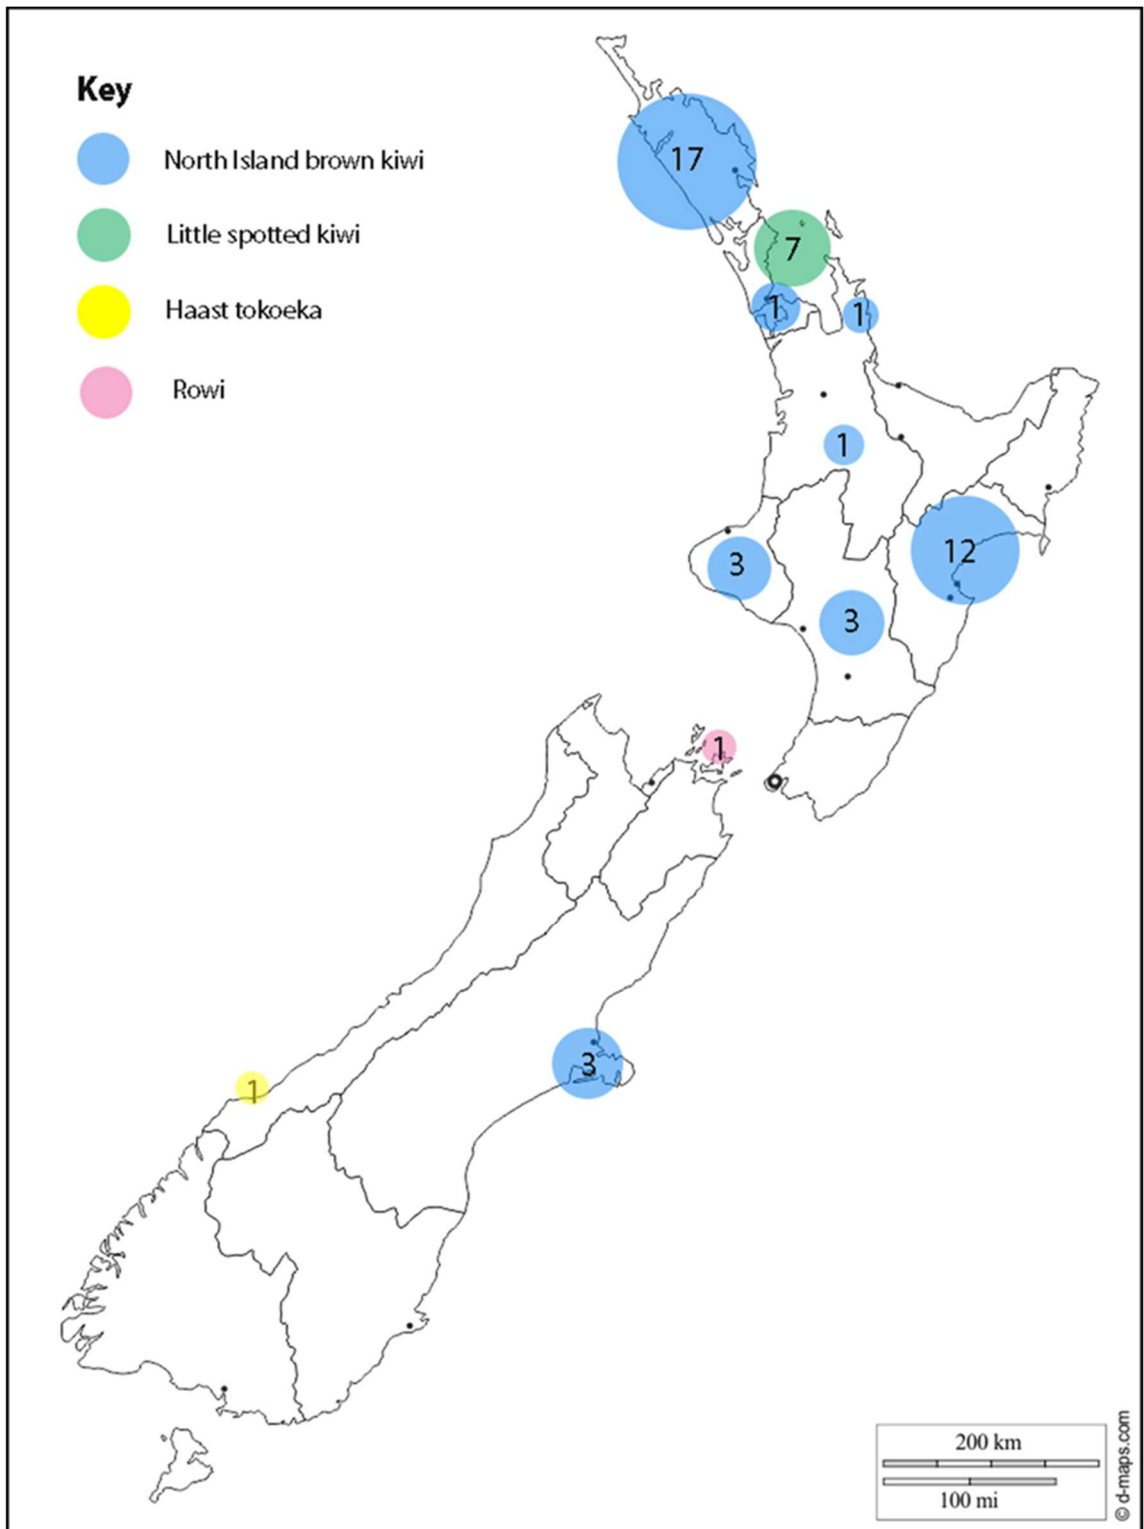 Key
North Island brown kiwi
Little spotted kiwi
Haast tokoeka
Rowi
17
7
1
1
1
12
3
3
1
3
1
200 km
100 mi
© d-maps.com